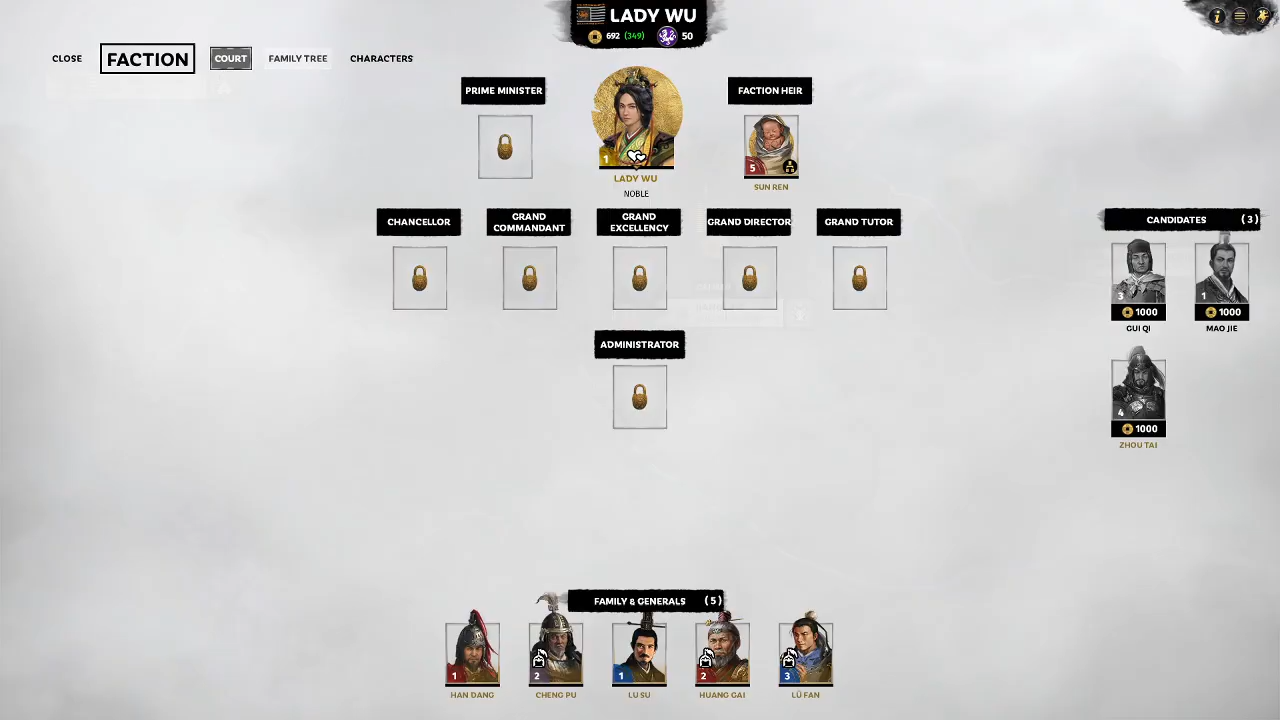 LADY WU
692 (349) 50
CLOSE
FACTION
COURT
FAMILY TREE
CHARACTERS
PRIME MINISTER
FACTION HEIR
1
LADY WU
NOBLE
5
SUN REN
CHANCELLOR
GRAND
COMMANDANT
GRAND
EXCELLENCY
GRAND DIRECTOR
GRAND TUTOR
ADMINISTRATOR
CANDIDATES (3)
3
1000
GUI QI
1
1000
MAO JIE
4
1000
ZHOU TAI
FAMILY & GENERALS (5)
1
HAN DANG
2
CHENG PU
1
LU SU
2
HUANG GAI
3
LÜ FAN